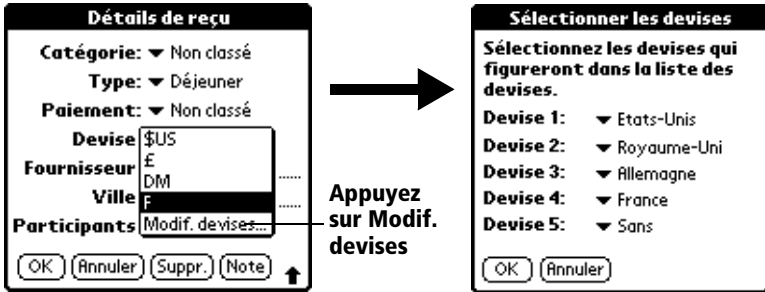 Détails de reçu
Catégorie: Non classé
Type: Déjeuner
Paiement: Non classé
Devise $US
£
Fournisseur
DM
Ville F
Participants Modif. devises...
OK Annuler Suppr. Note
Appuyez
sur Modif.
devises
Sélectionner les devises
Sélectionnez les devises qui
figureront dans la liste des
devises.
Devise 1: Etats-Unis
Devise 2: Royaume-Uni
Devise 3: Allemagne
Devise 4: France
Devise 5: Sans
OK Annuler